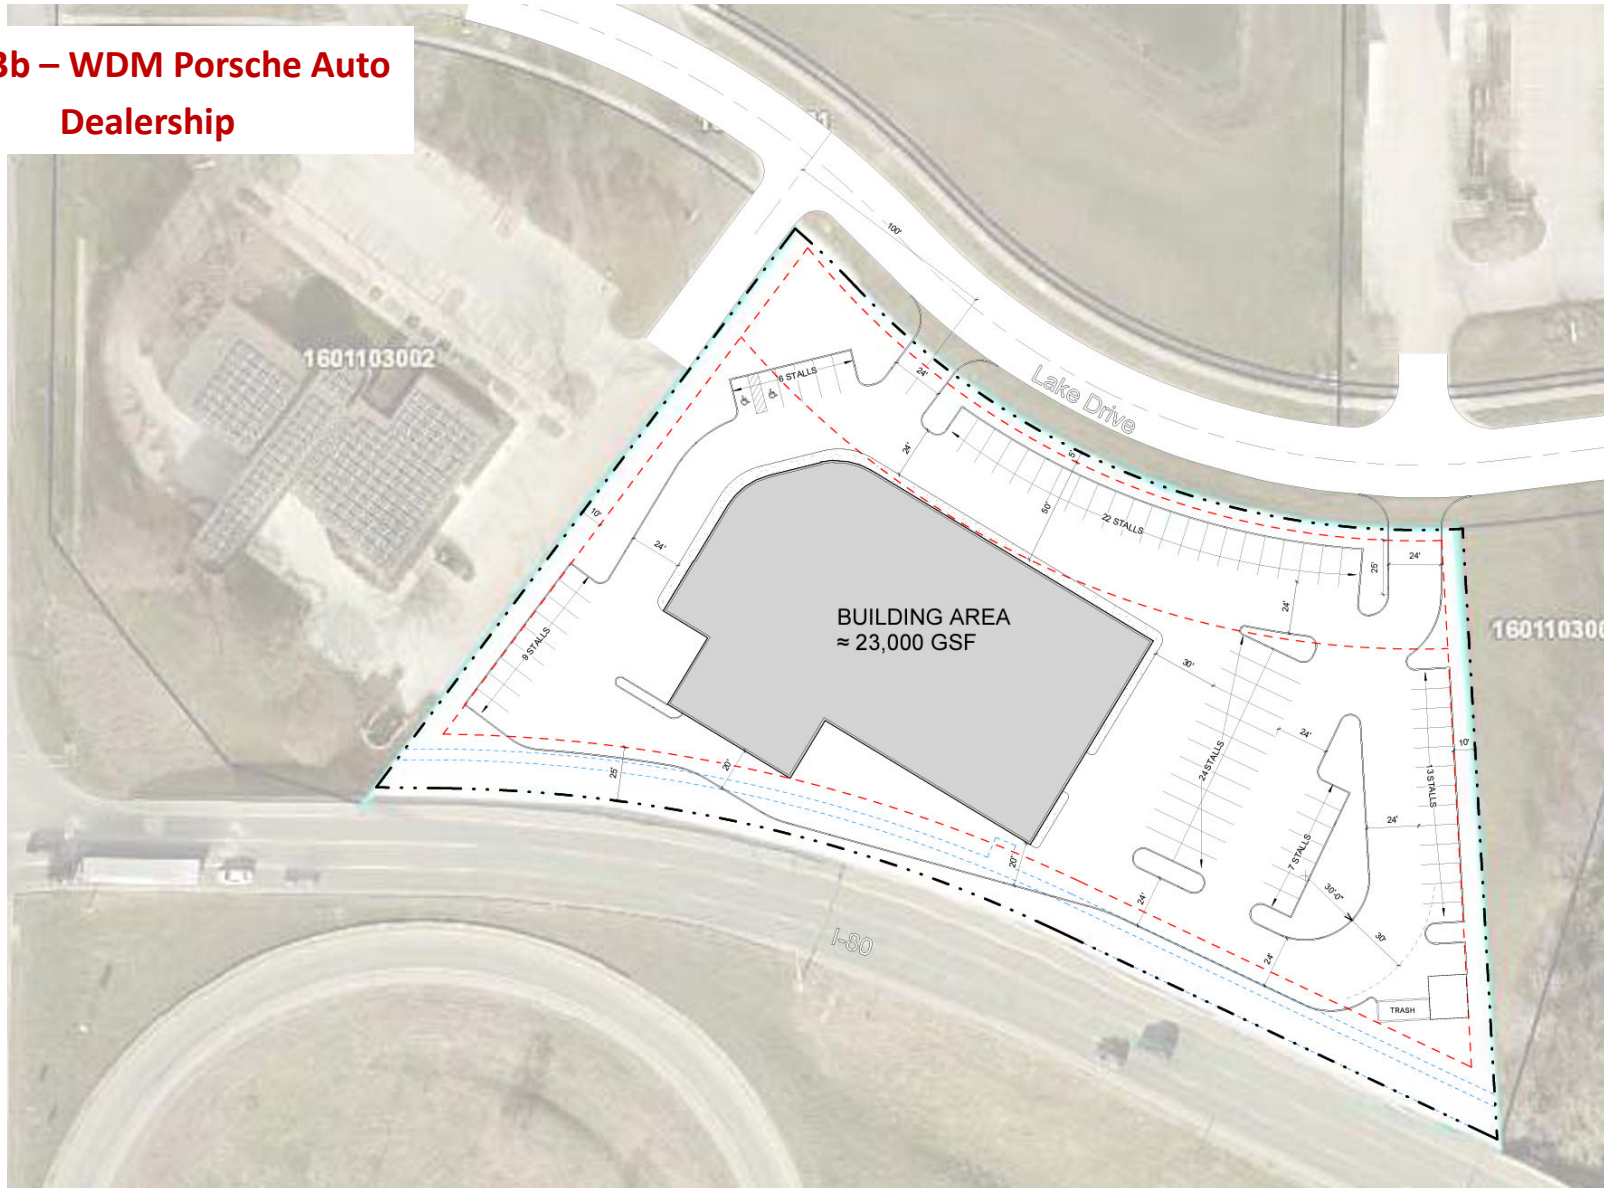 3b – WDM Porsche Auto
Dealership
100'
1601103002
6 STALLS
24'
Lake Drive
24'
5'
50'
22 STALLS
10'
24'
24'
25'
24'
BUILDING AREA
≈ 23,000 GSF
160110300
9 STALLS
30'
24'
10'
24 STALLS
13 STALLS
25'
20'
24'
7 STALLS
20'
30'-0"
24'
30'
I-80
24'
TRASH